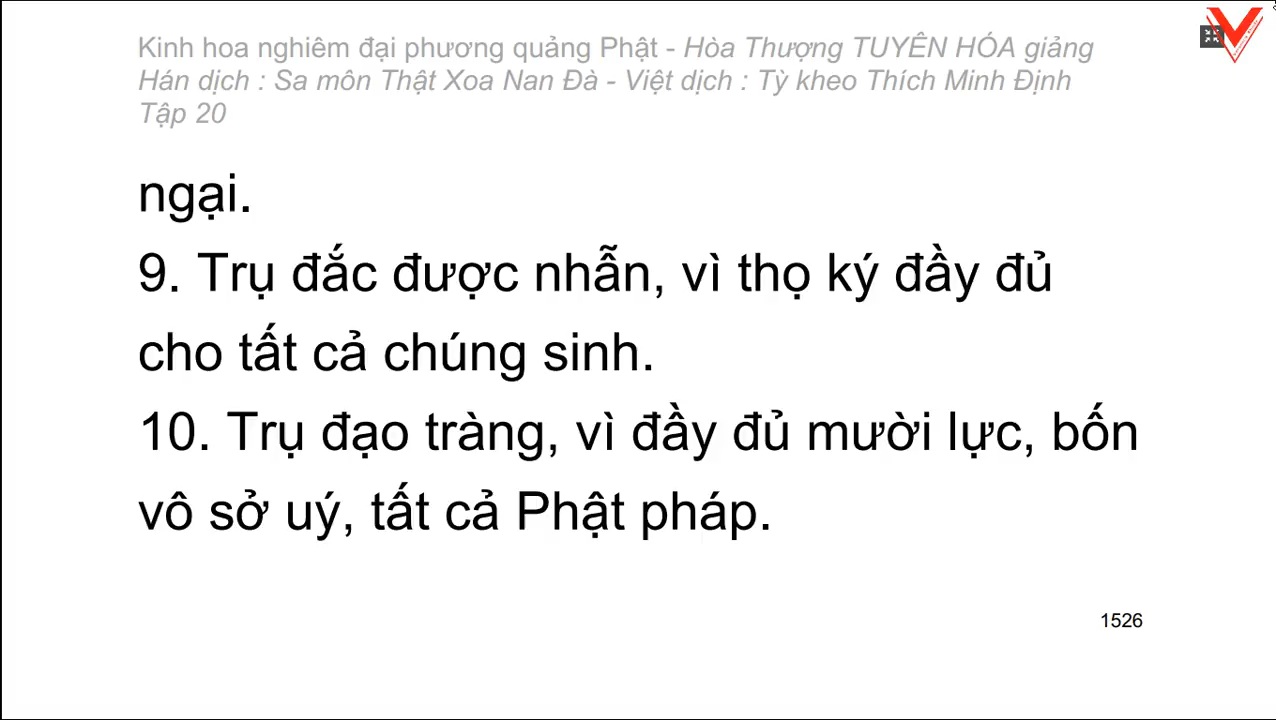 Kinh hoa nghiêm đại phương quảng Phật - Hòa Thượng TUYÊN HÓA giảng
Hán dịch : Sa môn Thật Xoa Nan Đà - Việt dịch : Tỳ kheo Thích Minh Định
Tập 20
ngại.
9. Trụ đắc được nhẫn, vì thọ ký đầy đủ
cho tất cả chúng sinh.
10. Trụ đạo tràng, vì đầy đủ mười lực, bốn
vô sở uý, tất cả Phật pháp.
1526